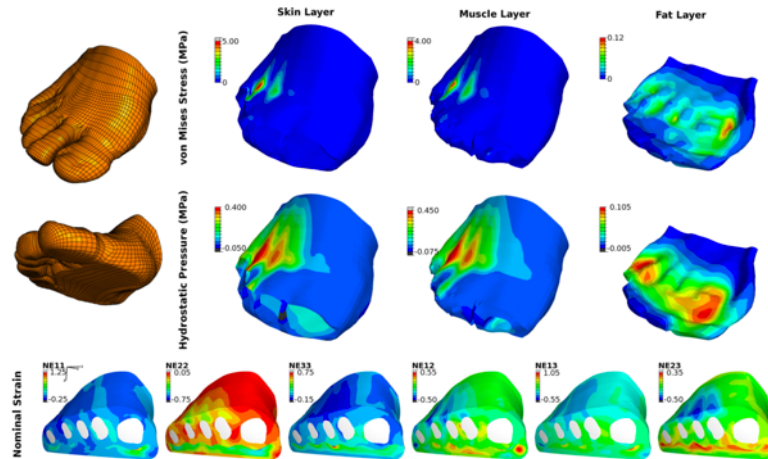 Skin Layer
Muscle Layer
Fat Layer
von Mises Stress (MPa)
5.00
0
4.00
0
0.12
0
Hydrostatic Pressure (MPa)
0.400
-0.050
0.450
-0.075
0.105
-0.005
Nominal Strain
NE11
1.25
-0.25
NE22
0.05
-0.75
NE33
0.75
-0.15
NE12
0.55
-0.50
NE13
1.05
-0.55
NE23
0.35
-0.50